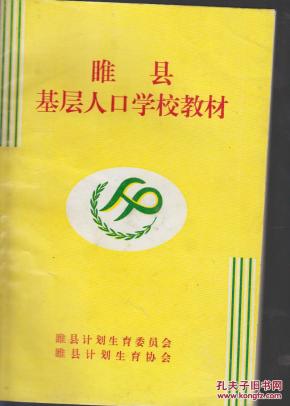 睢县
基层人口学校教材
睢县计划生育委员会
睢县计划生育协会
孔夫子旧书网